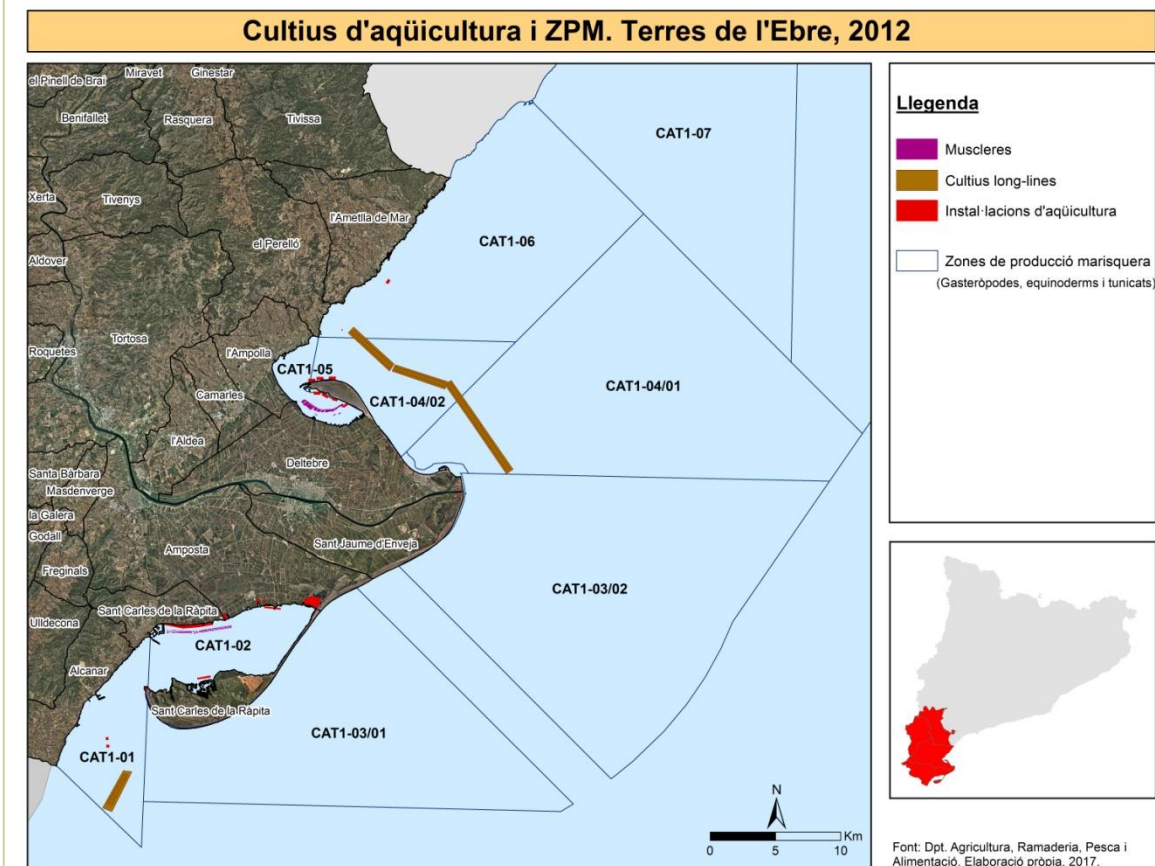 Cultius d'aqüicultura i ZPM. Terres de l'Ebre, 2012
el Pinell de Brai
Miravet
Ginestar
Benifallet
Rasquera
Tivissa
Xerta
Tivenys
l'Ametlla de Mar
Aldover
el Perelló
Tortosa
Roquetes
l'Ampolla
Camarles
l'Aldea
Santa Bàrbara
Masdenverge
Deltebre
la Galera
Godall
Freginals
Amposta
Sant Jaume d'Enveja
Ulldecona
Sant Carles de la Ràpita
Alcanar
Sant Carles de la Ràpita
CAT1-07
CAT1-06
CAT1-05
CAT1-04/02
CAT1-04/01
CAT1-03/02
CAT1-02
CAT1-03/01
CAT1-01
N
Km
0 5 10
Llegenda
Muscleres
Cultius long-lines
Instal·lacions d'aqüicultura
Zones de producció marisquera
(Gasteròpodes, equinoderms i tunicats)
Font: Dpt. Agricultura, Ramaderia, Pesca i
Alimentació. Elaboració pròpia. 2017.